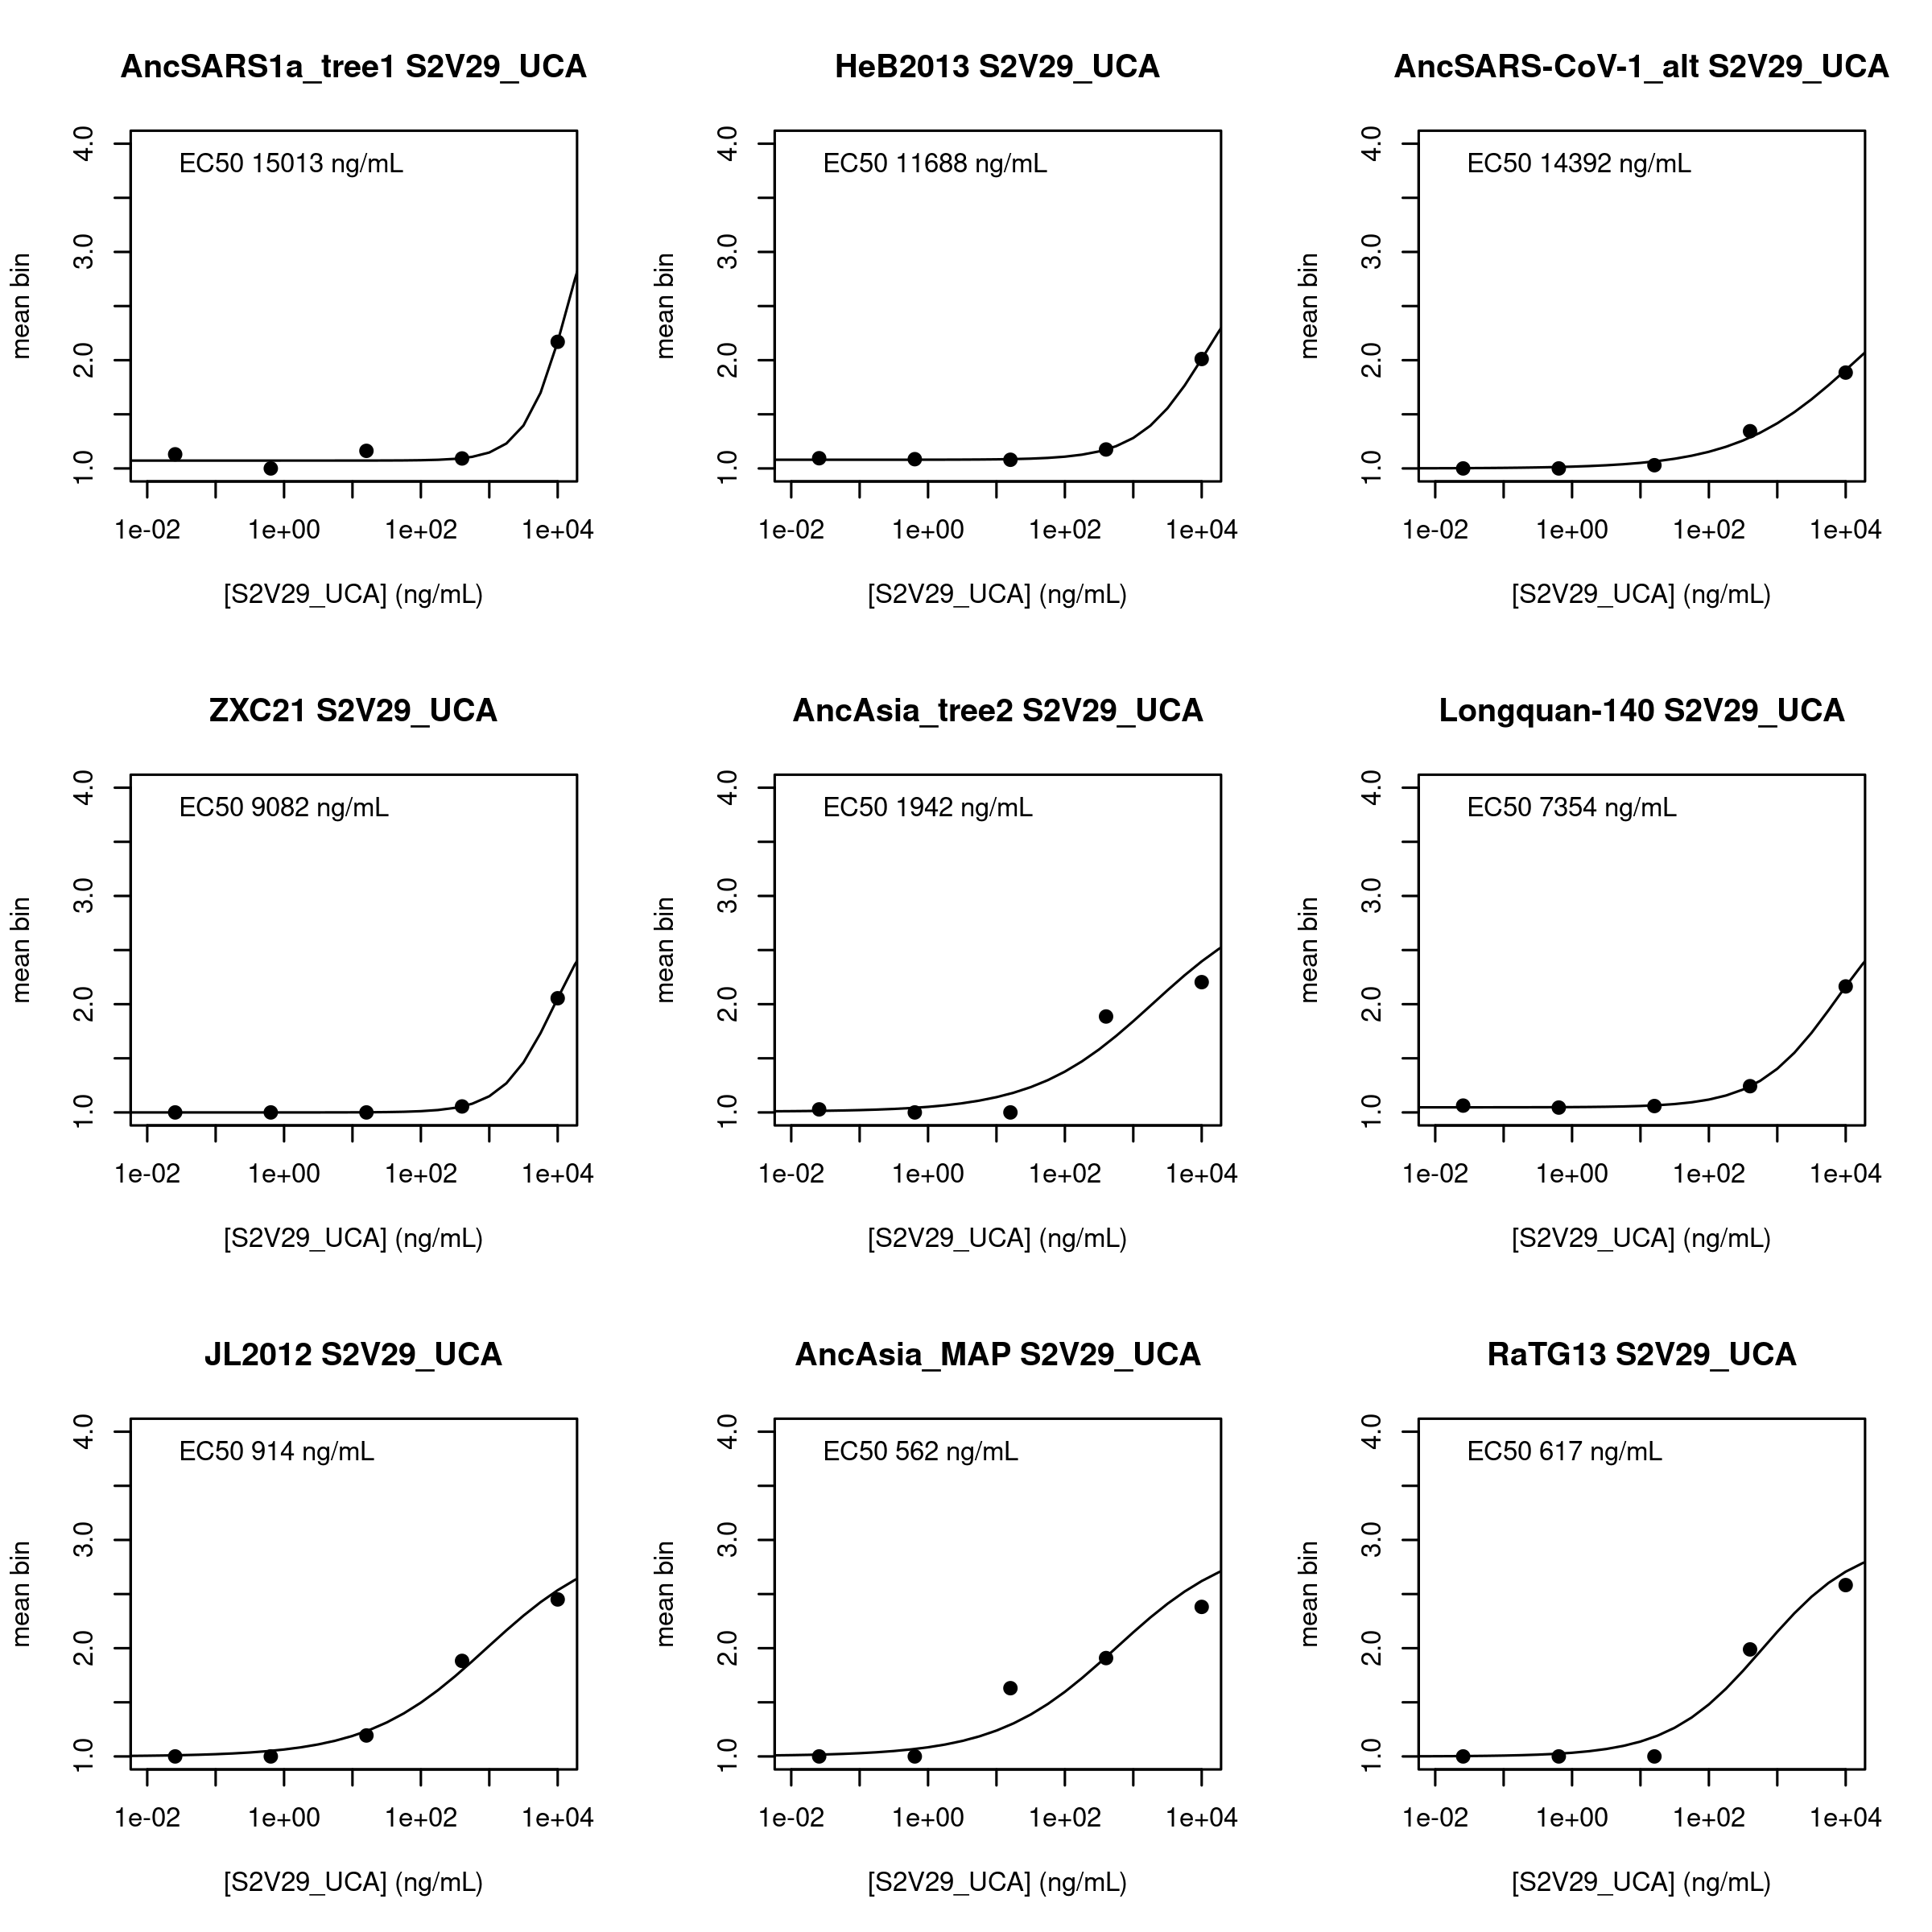 AncSARS1a_tree1 S2V29_UCA
EC50 15013 ng/mL
mean bin
4.0
3.0
2.0
1.0
1e-02 1e+00 1e+02 1e+04
[S2V29_UCA] (ng/mL)
HeB2013 S2V29_UCA
EC50 11688 ng/mL
mean bin
4.0
3.0
2.0
1.0
1e-02 1e+00 1e+02 1e+04
[S2V29_UCA] (ng/mL)
AncSARS-CoV-1_alt S2V29_UCA
EC50 14392 ng/mL
mean bin
4.0
3.0
2.0
1.0
1e-02 1e+00 1e+02 1e+04
[S2V29_UCA] (ng/mL)
ZXC21 S2V29_UCA
EC50 9082 ng/mL
mean bin
4.0
3.0
2.0
1.0
1e-02 1e+00 1e+02 1e+04
[S2V29_UCA] (ng/mL)
AncAsia_tree2 S2V29_UCA
EC50 1942 ng/mL
mean bin
4.0
3.0
2.0
1.0
1e-02 1e+00 1e+02 1e+04
[S2V29_UCA] (ng/mL)
Longquan-140 S2V29_UCA
EC50 7354 ng/mL
mean bin
4.0
3.0
2.0
1.0
1e-02 1e+00 1e+02 1e+04
[S2V29_UCA] (ng/mL)
JL2012 S2V29_UCA
EC50 914 ng/mL
mean bin
4.0
3.0
2.0
1.0
1e-02 1e+00 1e+02 1e+04
[S2V29_UCA] (ng/mL)
AncAsia_MAP S2V29_UCA
EC50 562 ng/mL
mean bin
4.0
3.0
2.0
1.0
1e-02 1e+00 1e+02 1e+04
[S2V29_UCA] (ng/mL)
RaTG13 S2V29_UCA
EC50 617 ng/mL
mean bin
4.0
3.0
2.0
1.0
1e-02 1e+00 1e+02 1e+04
[S2V29_UCA] (ng/mL)